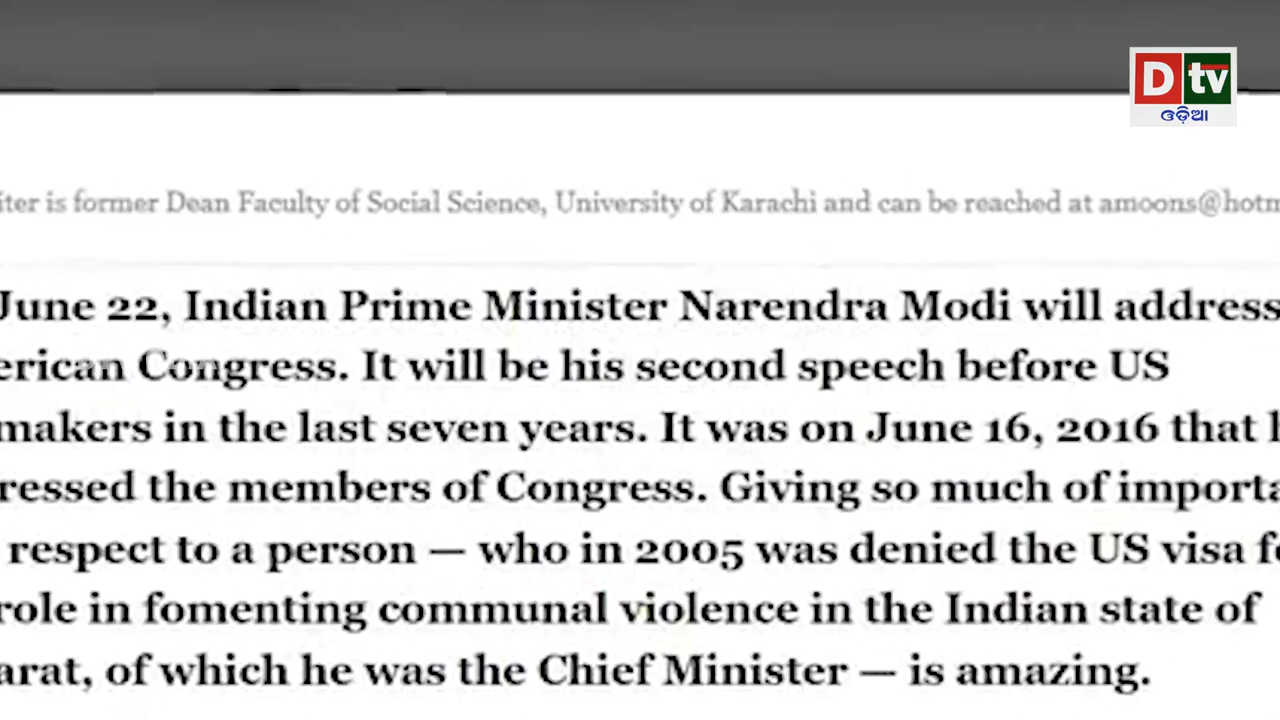 D tv
ଓଡ଼ିଆ
iter is former Dean Faculty of Social Science, University of Karachi and can be reached at amoons@hotm
June 22, Indian Prime Minister Narendra Modi will address
erican Congress. It will be his second speech before US
makers in the last seven years. It was on June 16, 2016 that h
ressed the members of Congress. Giving so much of importa
respect to a person — who in 2005 was denied the US visa fo
role in fomenting communal violence in the Indian state of
arat, of which he was the Chief Minister — is amazing.